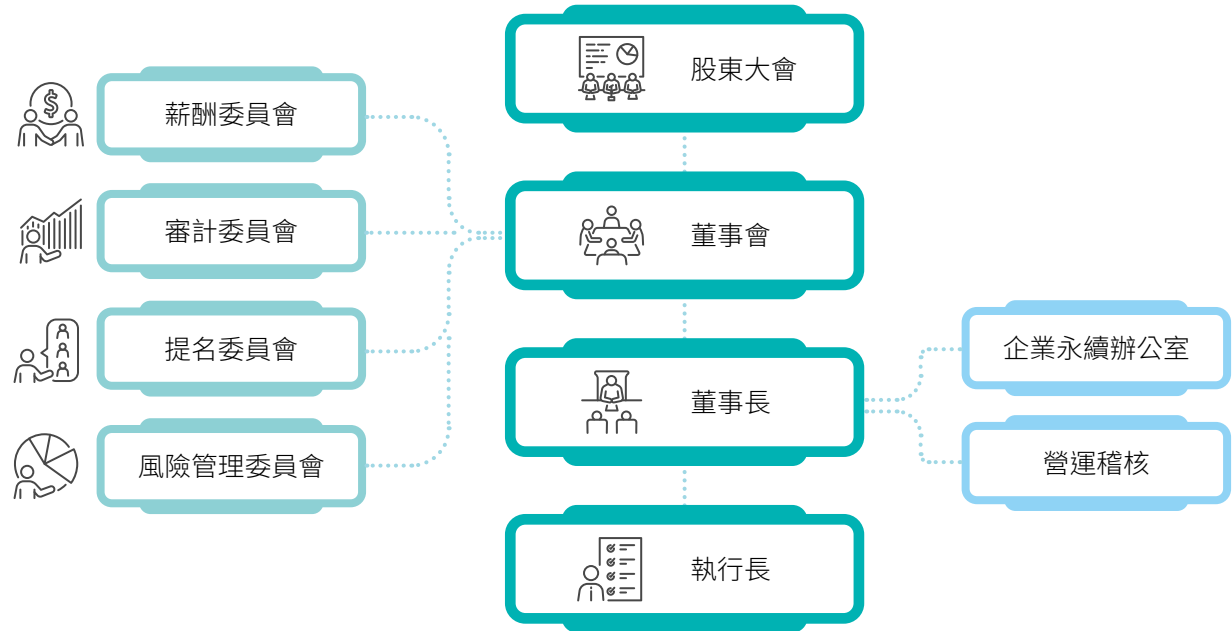 股東大會
薪酬委員會
審計委員會
提名委員會
風險管理委員會
董事會
董事長
執行長
企業永續辦公室
營運稽核